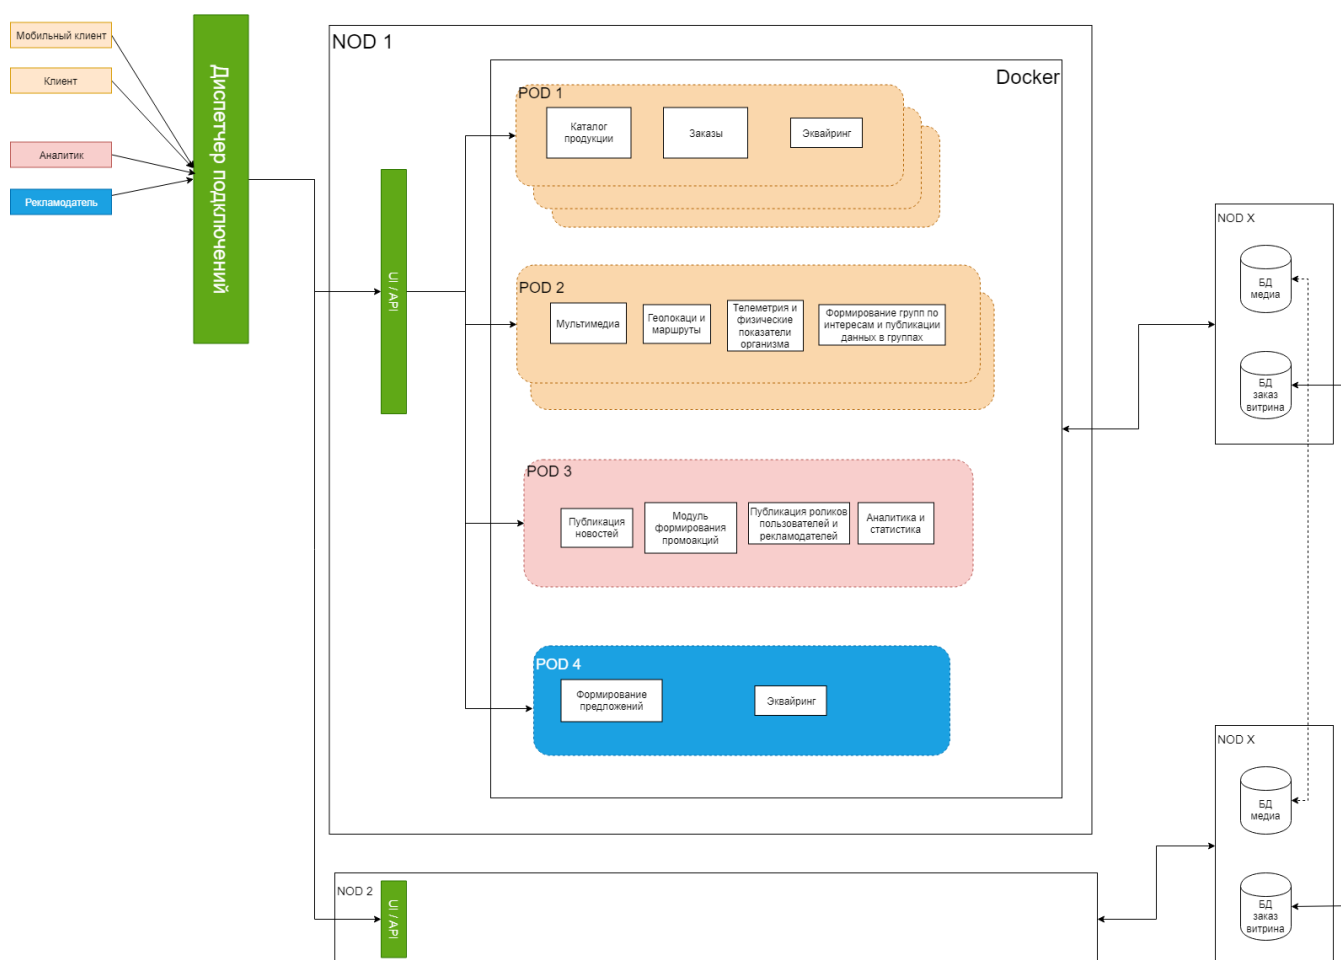 Мобильный клиент
Клиент
Аналитик
Рекламодатель
Диспетчер подключений
NOD 1
UI / API
Docker
POD 1
Каталог
продукции
Заказы
Эквайринг
POD 2
Мультимедиа
Геолокаци и
маршруты
Телеметрия и
физические
показатели
организма
Формирование групп по
интересам и публикации
данных в группах
POD 3
Публикация
новостей
Модуль
формирования
промоакций
Публикация роликов
пользователей и
рекламодателей
Аналитика и
статистика
POD 4
Формирование
предложений
Эквайринг
NOD X
БД
медиа
БД
заказ
витрина
NOD 2
UI / API
NOD X
БД
медиа
БД
заказ
витрина